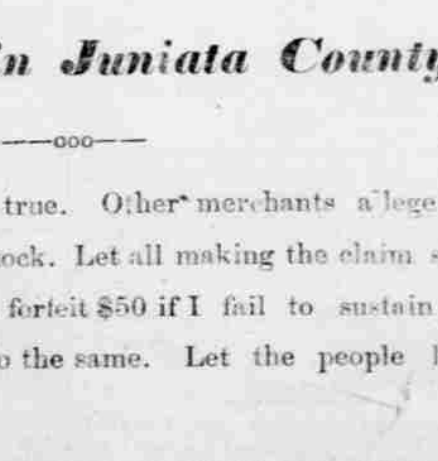 in Juniata County
——ooo——
true. Other merchants allege
ock. Let all making the claim s
forfeit $50 if I fail to sustain
o the same. Let the people